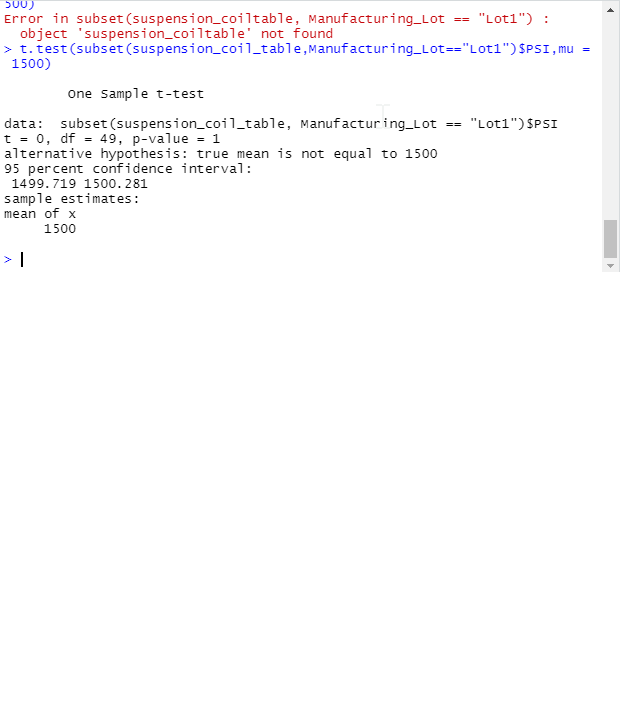 500)
Error in subset(suspension_coiltable, Manufacturing_Lot == "Lot1") :
object 'suspension_coiltable' not found
> t.test(subset(suspension_coil_table,Manufacturing_Lot=="Lot1")$PSI,mu =
1500)
One Sample t-test
data: subset(suspension_coil_table, Manufacturing_Lot == "Lot1")$PSI
t = 0, df = 49, p-value = 1
alternative hypothesis: true mean is not equal to 1500
95 percent confidence interval:
1499.719 1500.281
sample estimates:
mean of x
1500
>